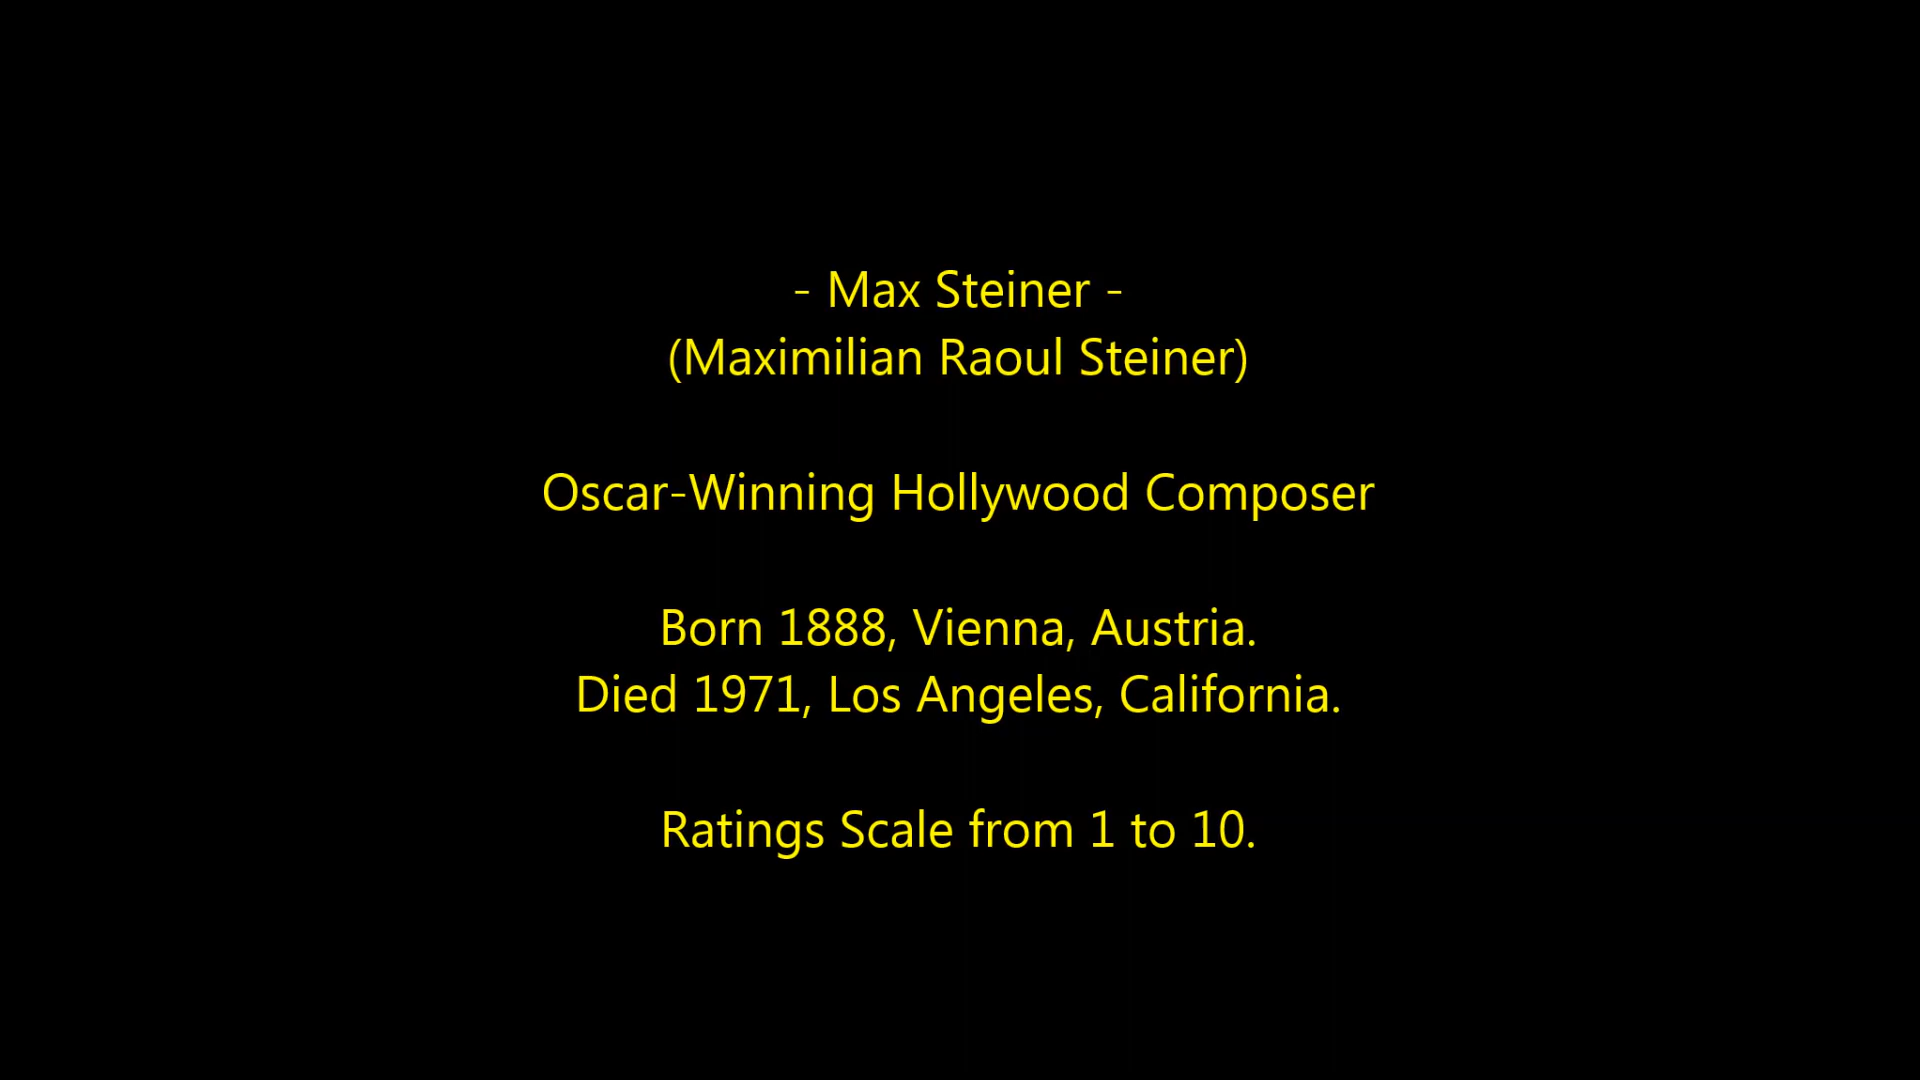 - Max Steiner -
(Maximilian Raoul Steiner)
Oscar-Winning Hollywood Composer
Born 1888, Vienna, Austria.
Died 1971, Los Angeles, California.
Ratings Scale from 1 to 10.